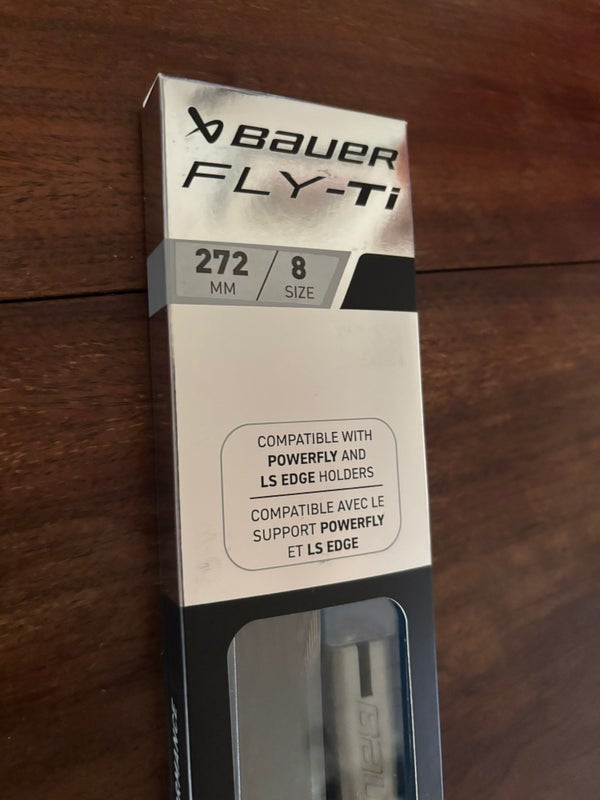 BAUER
FLY-Ti
272 / 8
MM SIZE
COMPATIBLE WITH
POWERFLY AND
LS EDGE HOLDERS
COMPATIBLE AVEC LE
SUPPORT POWERFLY
ET LS EDGE